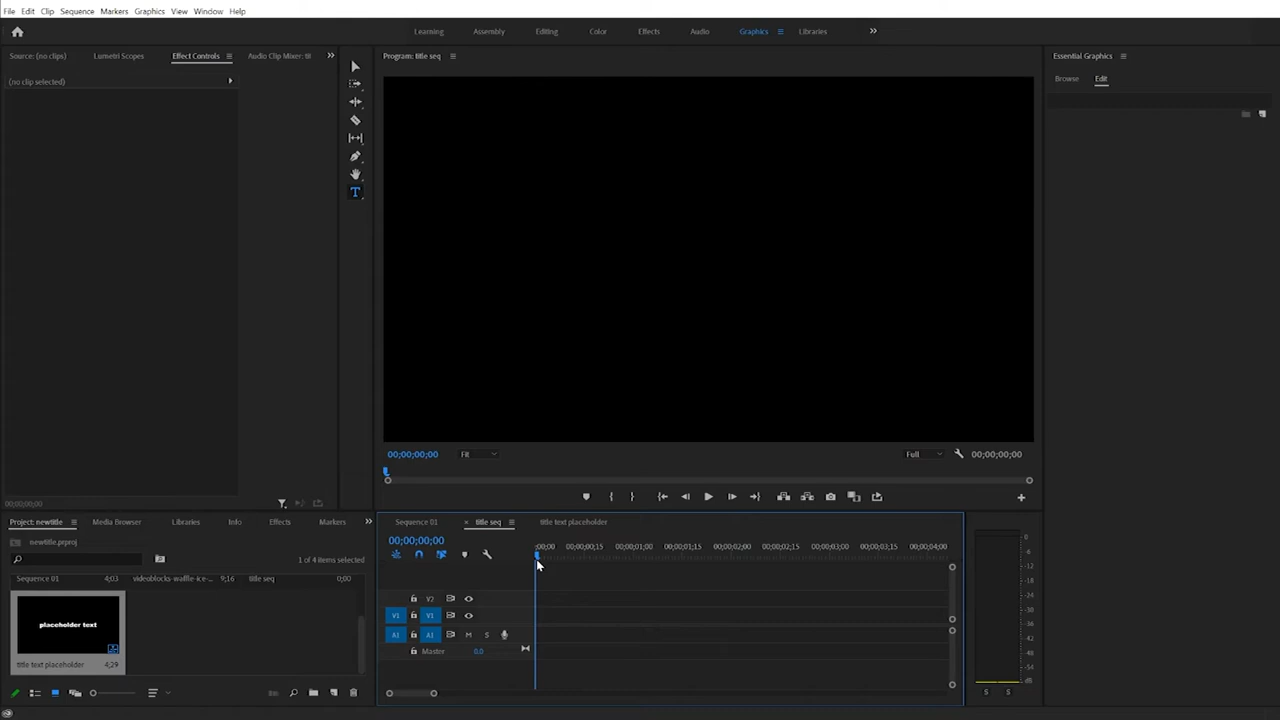 File Edit Clip Sequence Markers Graphics View Window Help
Learning Assembly Editing Color Effects Graphics Audio Libraries
Source: (no clips) Lumetri Scopes Effect Controls Audio Clip Mixer: tit
Program: title seq
Essential Graphics
(no clip selected)
Browse Edit
00;00;00;00 Fit Full 00;00;00;00
00;00;00;00
Project: newtitle Media Browser Libraries Info Effects Markers
Sequence 01 title seq title text placeholder
newtitle.prproj 1 of 4 items selected
00;00;00;00
;00;00 00;00;00;15 00;00;01;00 00;00;01;15 00;00;02;00 00;00;02;15 00;00;03;00 00;00;03;15 00;00;04;00
Sequence 01 4;03 videoblocks-waffle-ice-... 9;16 title seq 0;00
placeholder text
title text placeholder 4;29
V2
V1 V1
A1 A1 M S
Master 0.0
0
-6
-12
-18
-24
-30
-36
-42
-48
-54
dB
S S